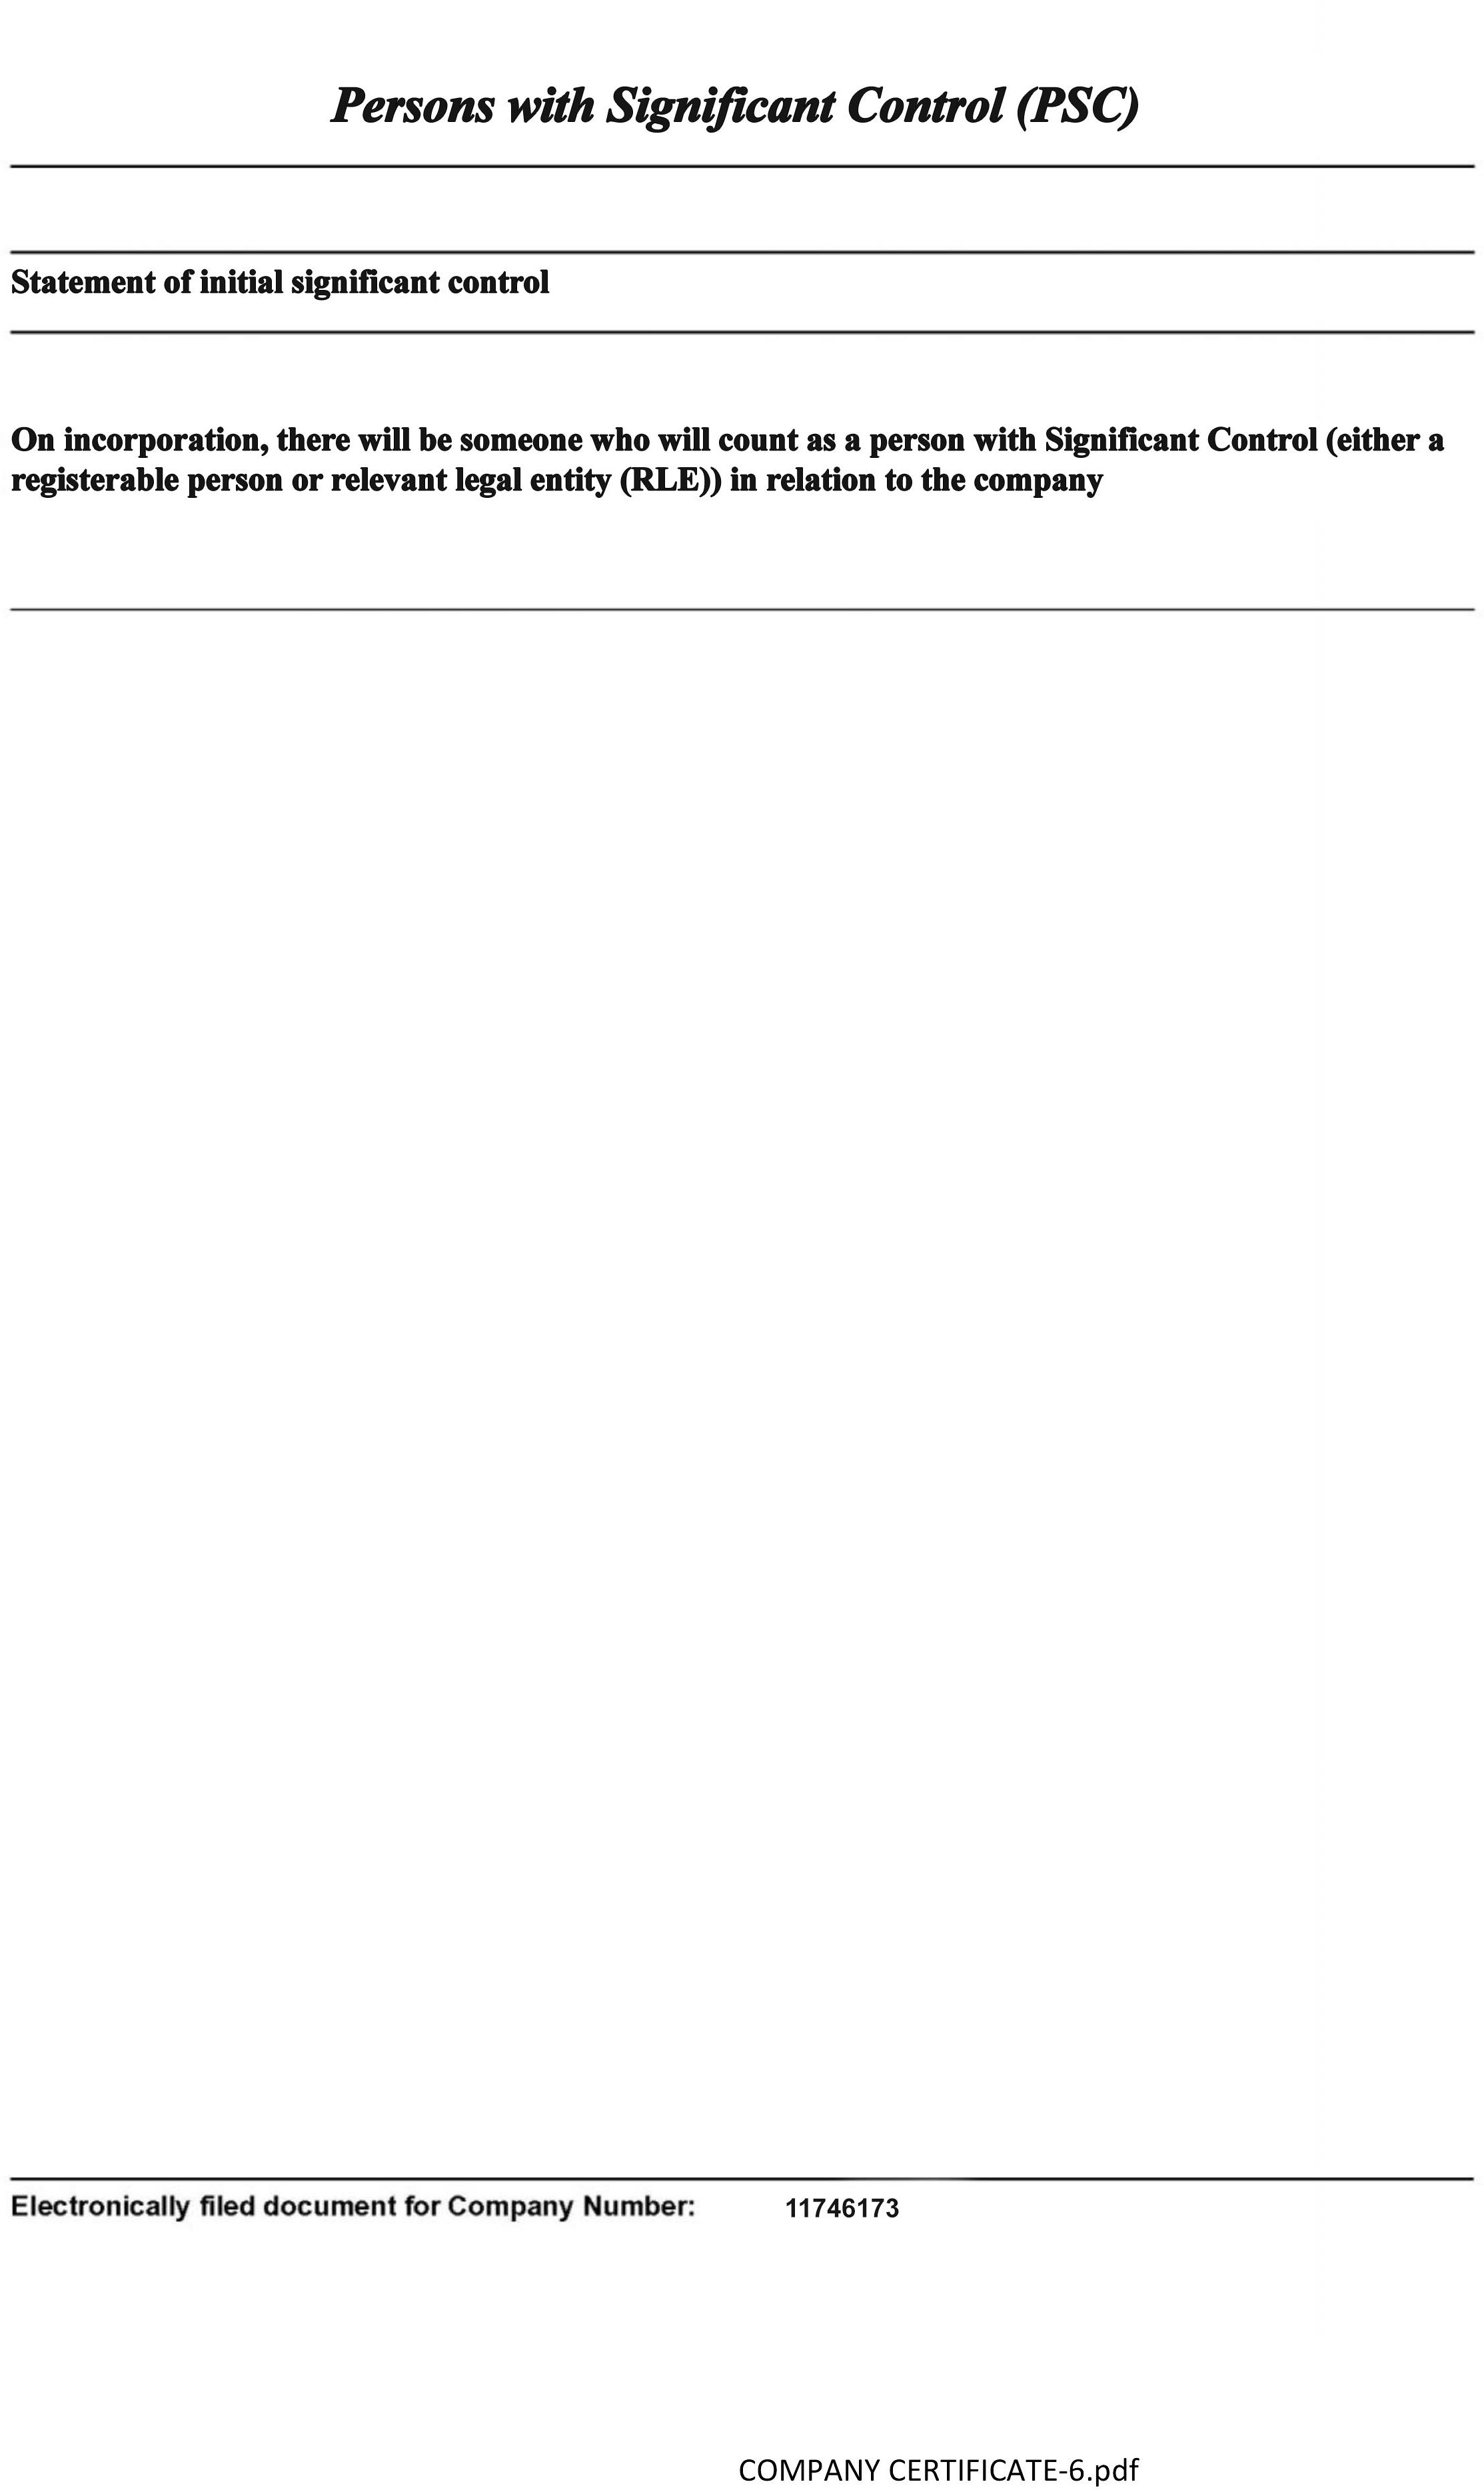 Persons with Significant Control (PSC)
Statement of initial significant control
On incorporation, there will be someone who will count as a person with Significant Control (either a
registerable person or relevant legal entity (RLE)) in relation to the company
Electronically filed document for Company Number: 11746173
COMPANY CERTIFICATE-6.pdf